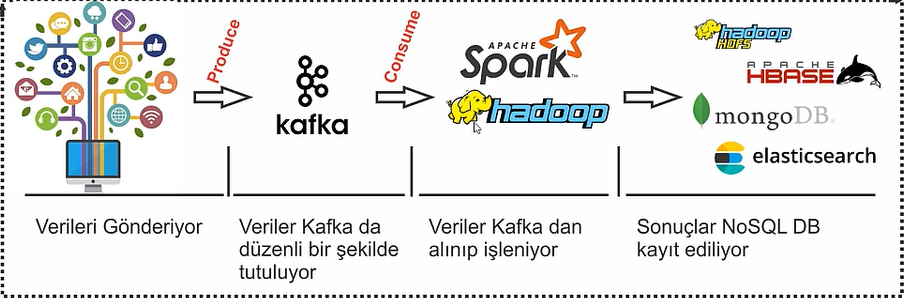 Produce
kafka
Consume
APACHE
Spark™
hadoop
hadoop
HDFS
APACHE
HBASE
mongoDB®
elasticsearch
Verileri Gönderiyor
Veriler Kafka da
düzenli bir şekilde
tutuluyor
Veriler Kafka dan
alınıp işleniyor
Sonuçlar NoSQL DB
kayıt ediliyor